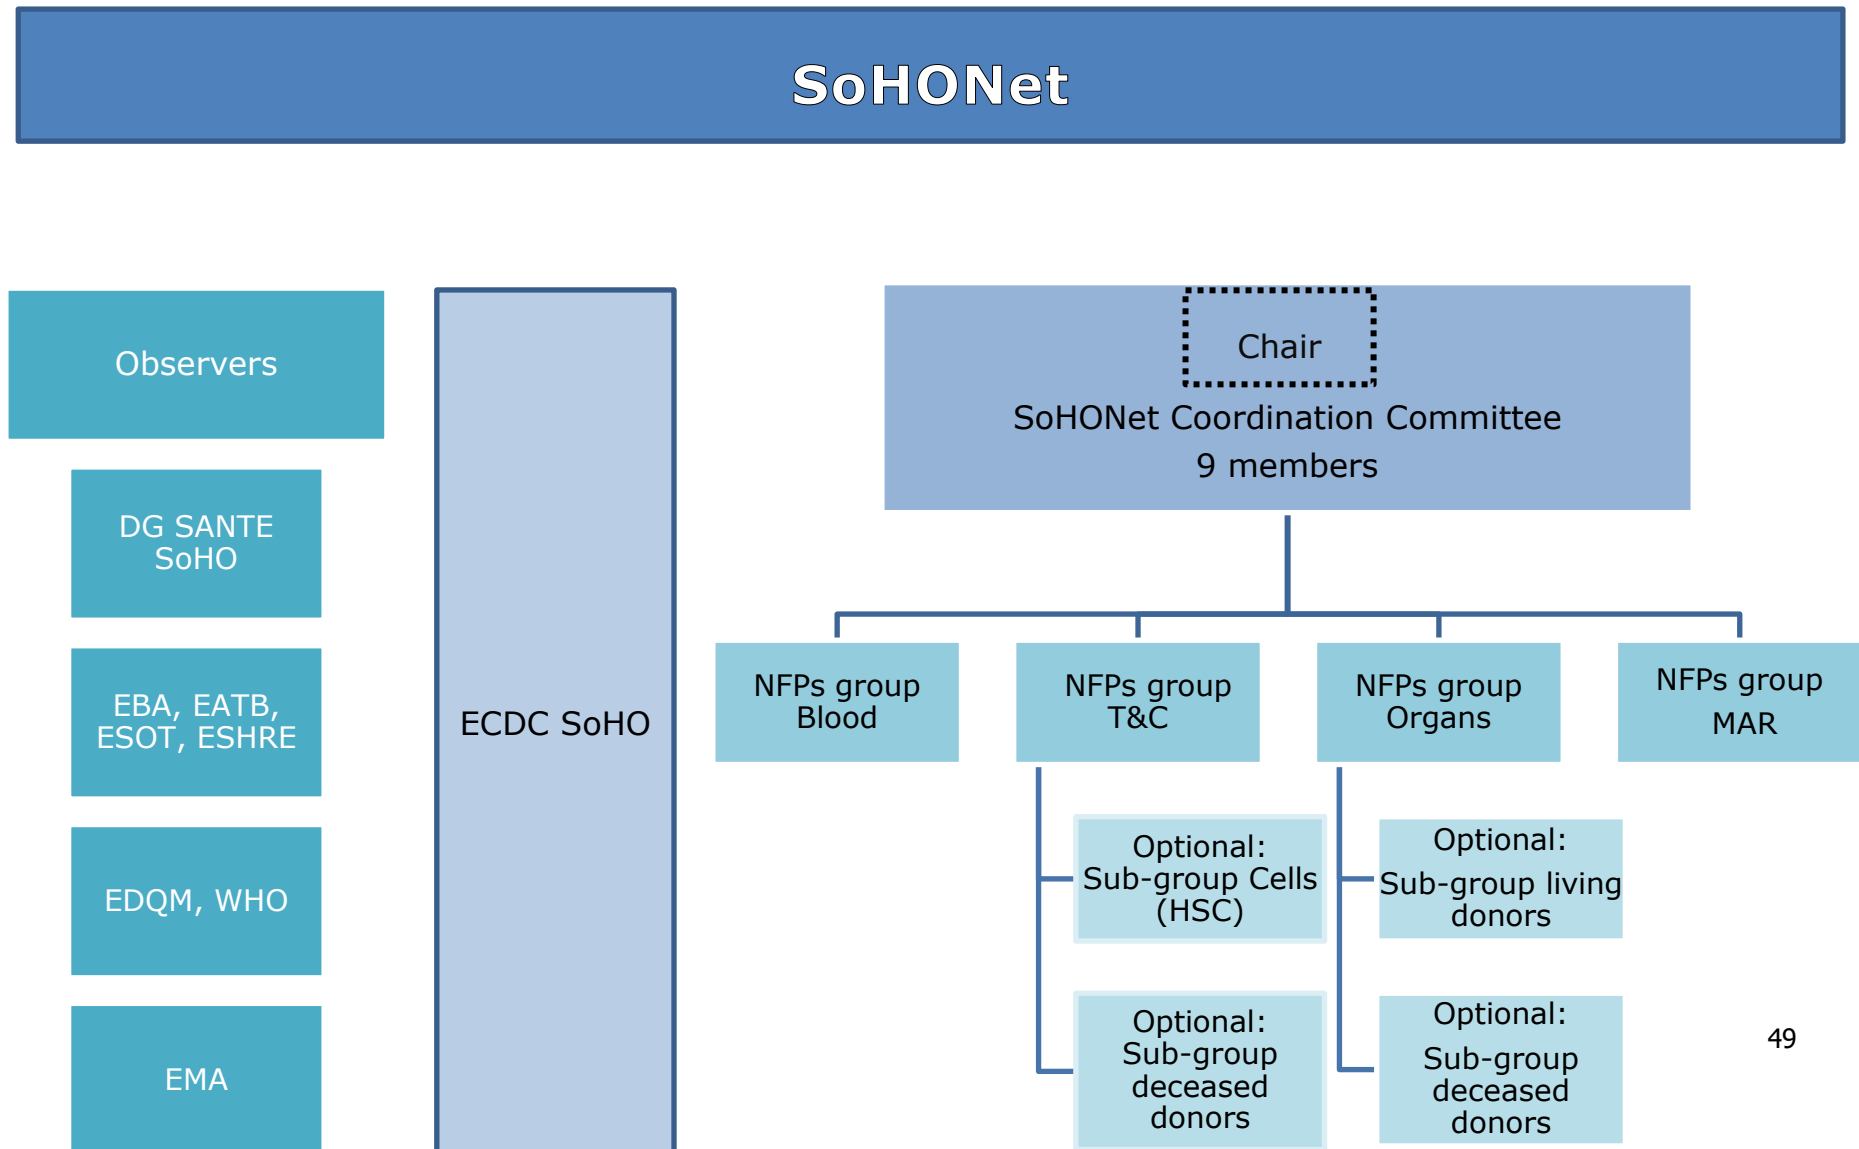 SoHONet
Observers
DG SANTE
SoHO
EBA, EATB,
ESOT, ESHRE
EDQM, WHO
EMA
ECDC SoHO
Chair
SoHONet Coordination Committee
9 members
NFPs group
Blood
NFPs group
T&C
NFPs group
Organs
NFPs group
MAR
Optional:
Sub-group Cells
(HSC)
Optional:
Sub-group
deceased
donors
Optional:
Sub-group living
donors
Optional:
Sub-group
deceased
donors
49